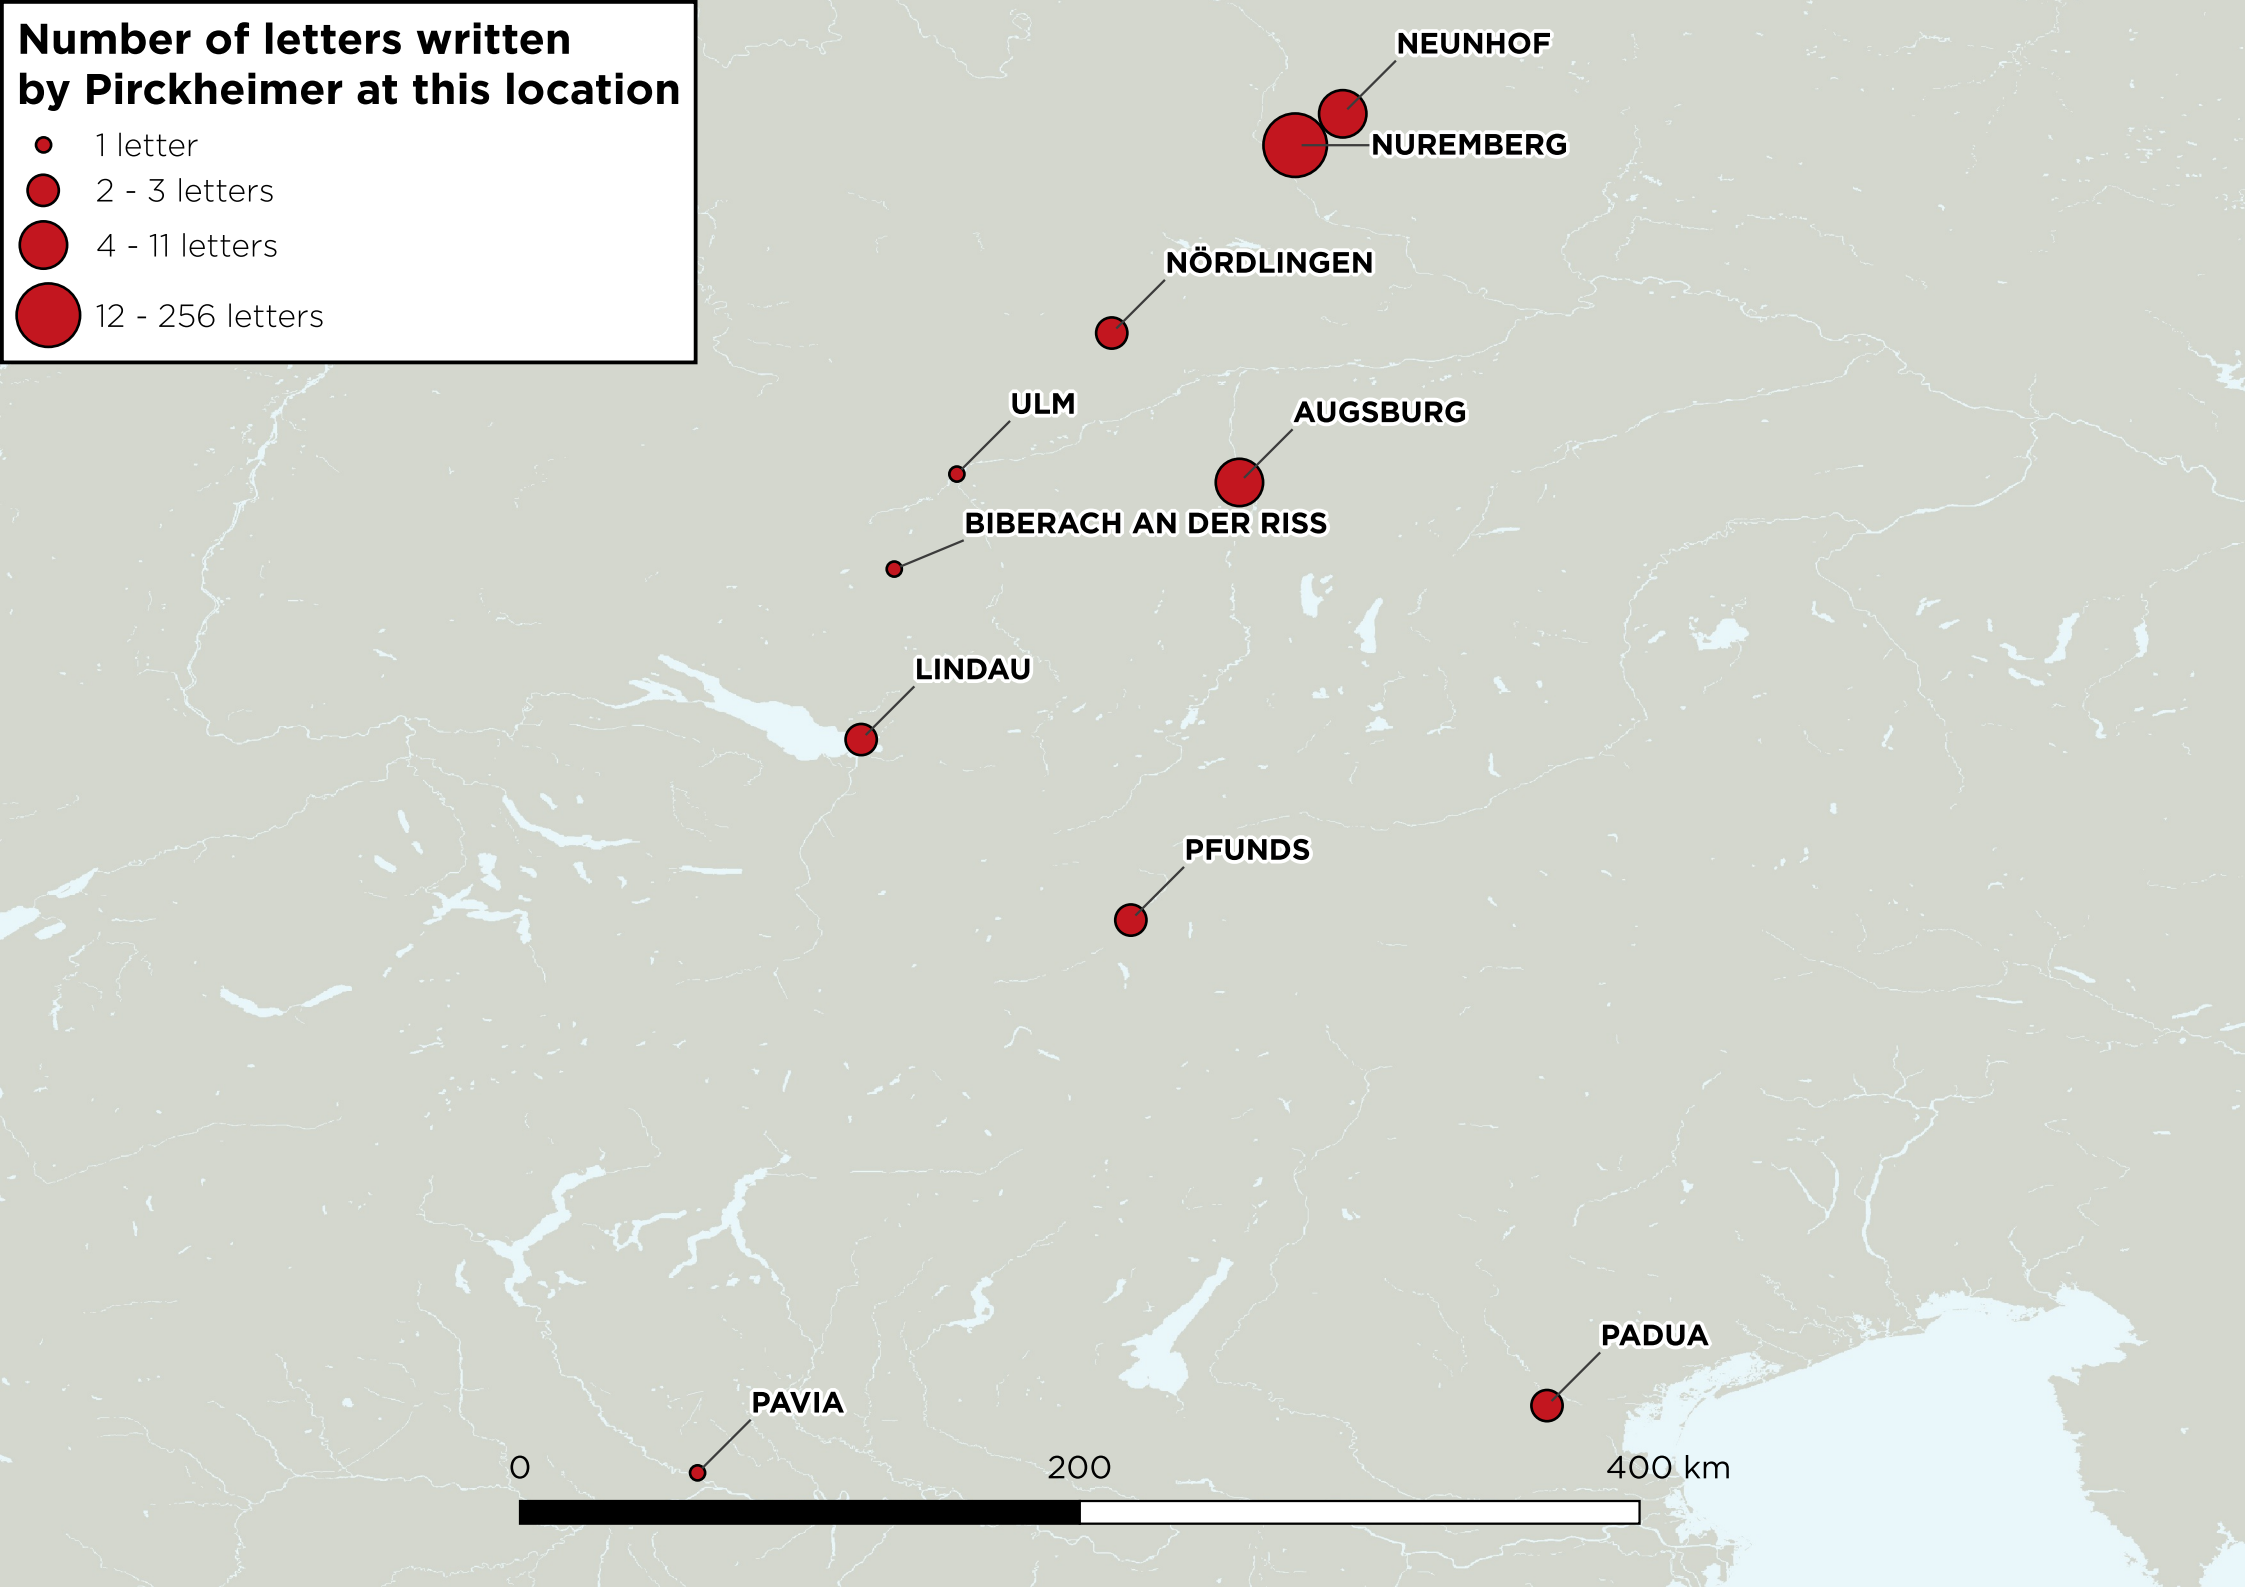 Number of letters written
by Pirckheimer at this location
1 letter
2 - 3 letters
4 - 11 letters
12 - 256 letters
NEUNHOF
NUREMBERG
NÖRDLINGEN
ULM
AUGSBURG
BIBERACH AN DER RISS
LINDAU
PFUNDS
PADUA
PAVIA
0 200 400 km